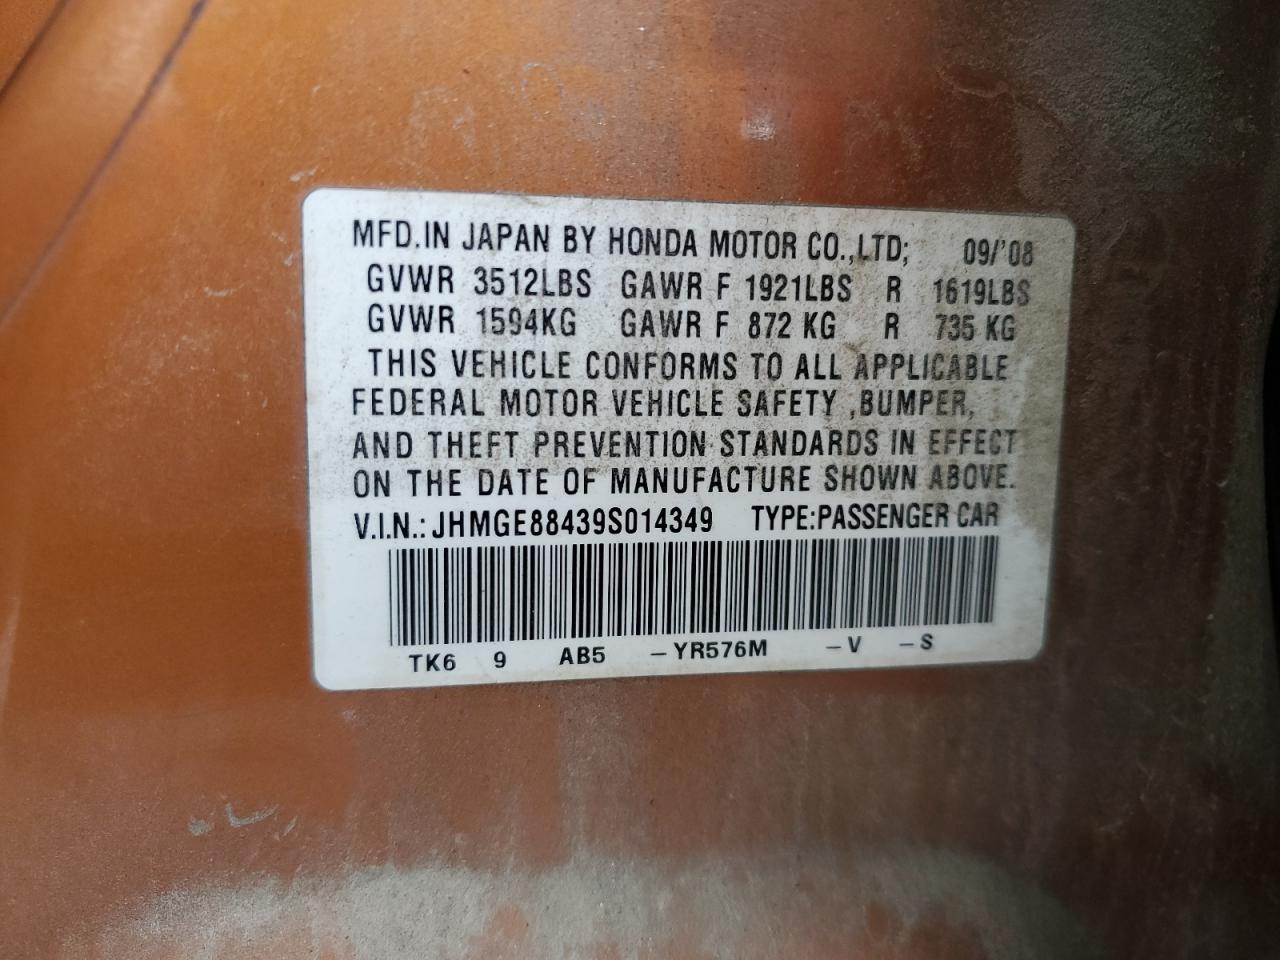 MFD.IN JAPAN BY HONDA MOTOR CO.,LTD; 09/'08
GVWR 3512LBS GAWR F 1921LBS R 1619LBS
GVWR 1594KG GAWR F 872 KG R 735 KG
THIS VEHICLE CONFORMS TO ALL APPLICABLE
FEDERAL MOTOR VEHICLE SAFETY ,BUMPER,
AND THEFT PREVENTION STANDARDS IN EFFECT
ON THE DATE OF MANUFACTURE SHOWN ABOVE.
V.I.N.: JHMGE88439S014349 TYPE:PASSENGER CAR
TK6 9 AB5 -YR576M -V -S